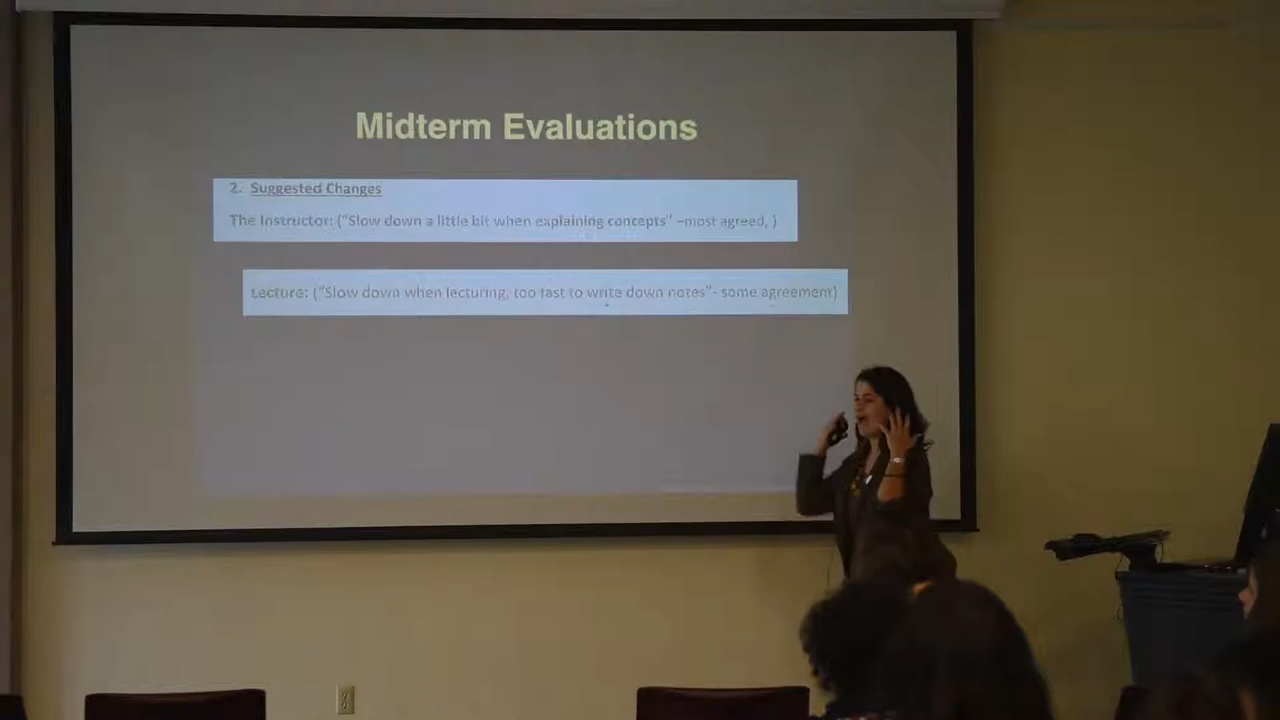 Midterm Evaluations
2. Suggested Changes
The Instructor: ("Slow down a little bit when explaining concepts" –most agreed, )
Lecture: ("Slow down when lecturing, too fast to write down notes"- some agreement)